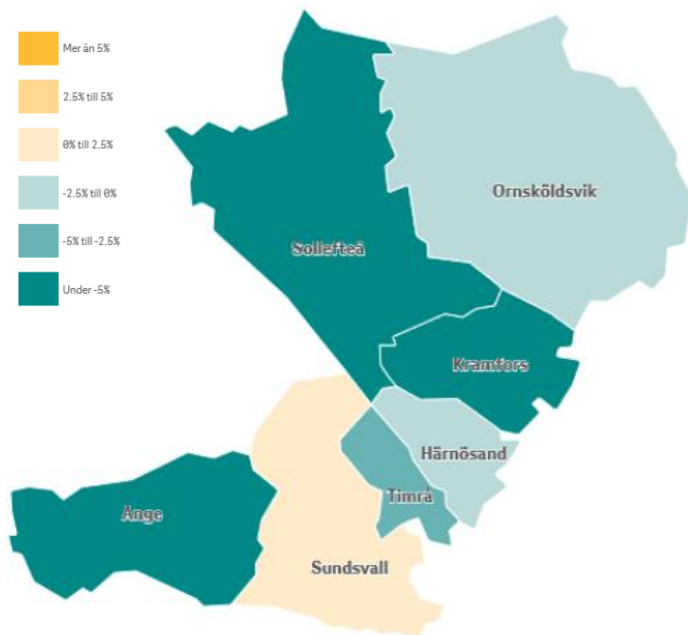 Mer än 5%
2.5% till 5%
0% till 2.5%
-2.5% till 0%
-5% till -2.5%
Under -5%
Ornsköldsvik
Sollefteå
Kramfors
Härnösand
Timrå
Ånge
Sundsvall